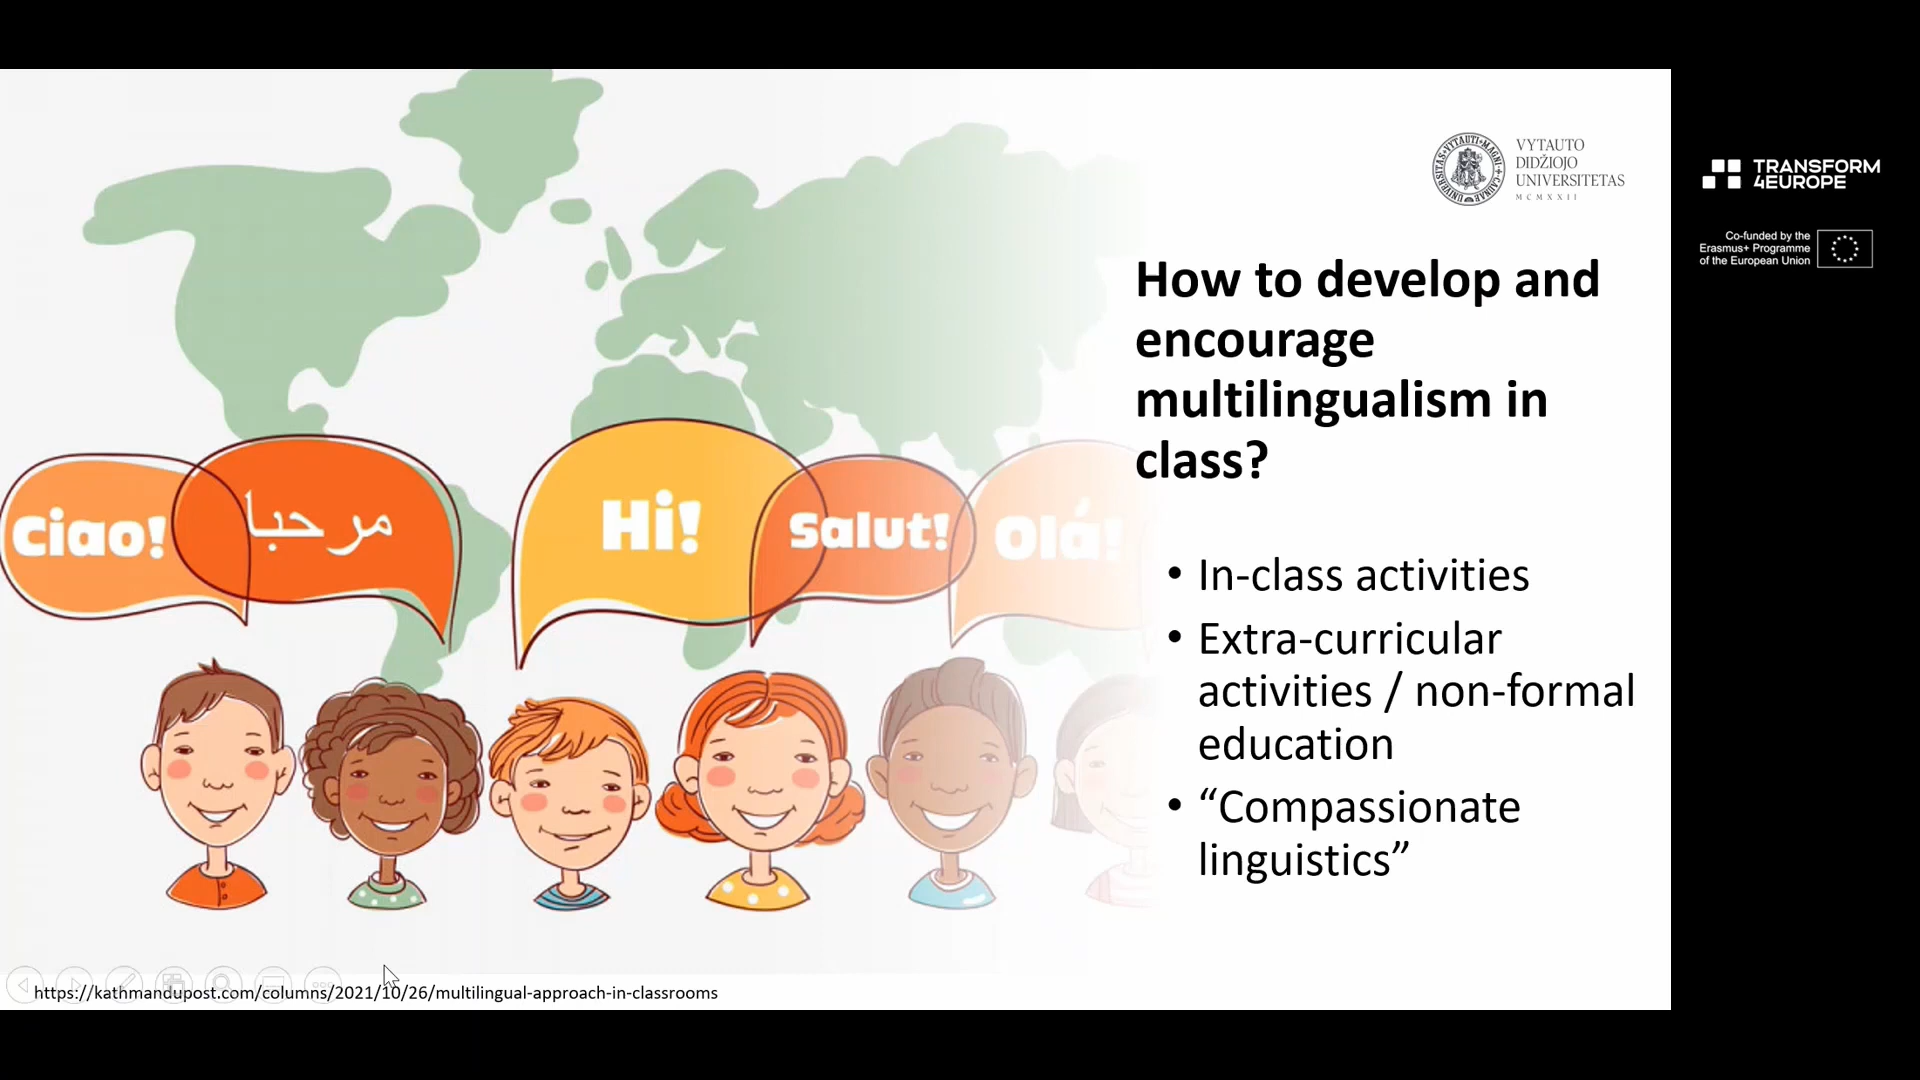 VYTAUTO
DIDŽIOJO
UNIVERSITETAS
MCMXXII
TRANSFORM
4EUROPE
Co-funded by the
Erasmus+ Programme
of the European Union
How to develop and
encourage
multilingualism in
class?
Ciao!
مرحبا
Hi!
Salut!
Olá!
• In-class activities
• Extra-curricular
activities / non-formal
education
• “Compassionate
linguistics”
https://kathmandupost.com/columns/2021/10/26/multilingual-approach-in-classrooms